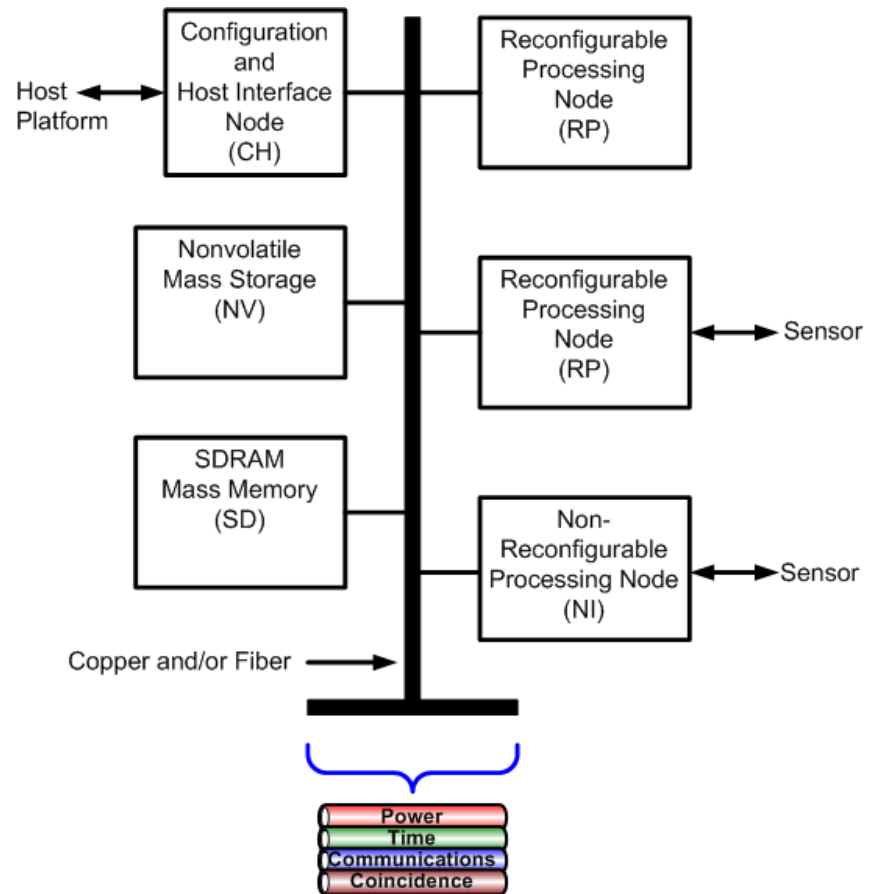 Configuration
and
Host Interface
Node
(CH)
Host
Platform
Reconfigurable
Processing
Node
(RP)
Nonvolatile
Mass Storage
(NV)
Reconfigurable
Processing
Node
(RP)
Sensor
SDRAM
Mass Memory
(SD)
Non-
Reconfigurable
Processing Node
(NI)
Sensor
Copper and/or Fiber
Power
Time
Communications
Coincidence